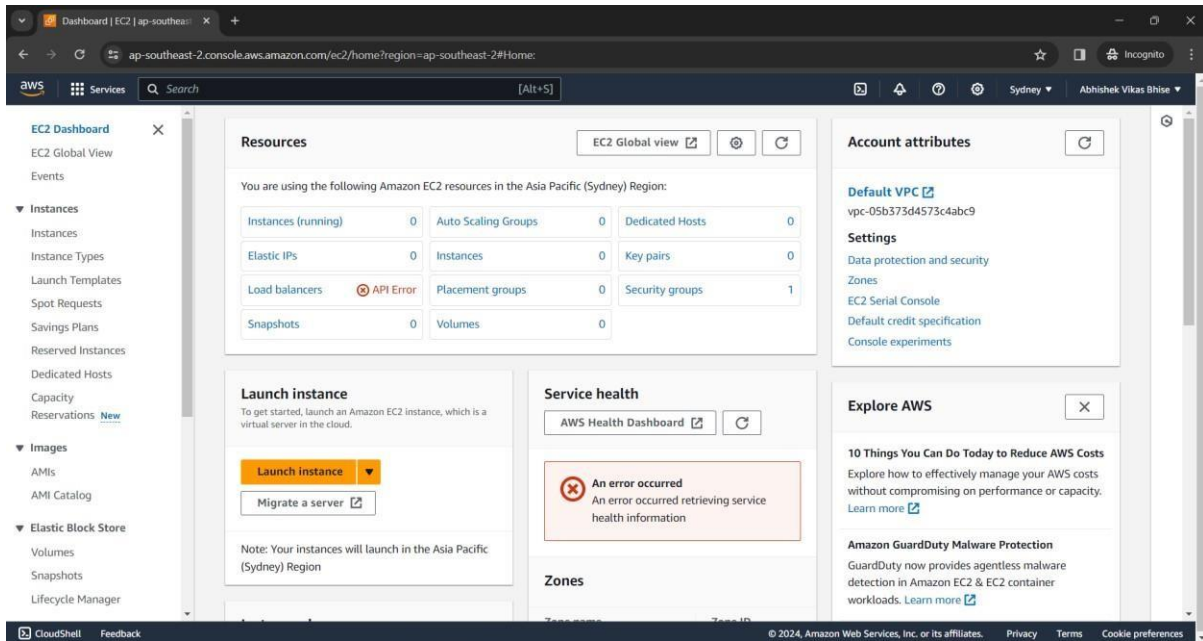 Dashboard | EC2 | ap-southeast
ap-southeast-2.console.aws.amazon.com/ec2/home?region=ap-southeast-2#Home:
Incognito
aws
Services
Search
[Alt+S]
Sydney
Abhishek Vikas Bhise
EC2 Dashboard
EC2 Global View
Events
Instances
Instances
Instance Types
Launch Templates
Spot Requests
Savings Plans
Reserved Instances
Dedicated Hosts
Capacity
Reservations New
Images
AMIs
AMI Catalog
Elastic Block Store
Volumes
Snapshots
Lifecycle Manager
Resources
EC2 Global view
You are using the following Amazon EC2 resources in the Asia Pacific (Sydney) Region:
Instances (running) 0
Auto Scaling Groups 0
Dedicated Hosts 0
Elastic IPs 0
Instances 0
Key pairs 0
Load balancers API Error
Placement groups 0
Security groups 1
Snapshots 0
Volumes 0
Launch instance
To get started, launch an Amazon EC2 instance, which is a
virtual server in the cloud.
Launch instance
Migrate a server
Note: Your instances will launch in the Asia Pacific
(Sydney) Region
Service health
AWS Health Dashboard
An error occurred
An error occurred retrieving service
health information
Zones
Zone name Zone ID
Account attributes
Default VPC
vpc-05b373d4573c4abc9
Settings
Data protection and security
Zones
EC2 Serial Console
Default credit specification
Console experiments
Explore AWS
10 Things You Can Do Today to Reduce AWS Costs
Explore how to effectively manage your AWS costs
without compromising on performance or capacity.
Learn more
Amazon GuardDuty Malware Protection
GuardDuty now provides agentless malware
detection in Amazon EC2 & EC2 container
workloads. Learn more
CloudShell
Feedback
© 2024, Amazon Web Services, Inc. or its affiliates.
Privacy
Terms
Cookie preferences